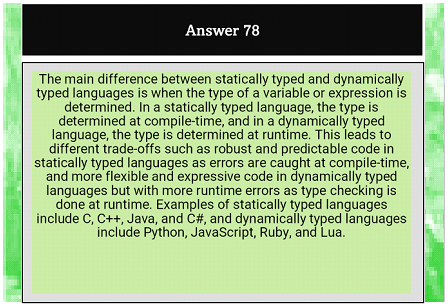 Answer 78
The main difference between statically typed and dynamically
typed languages is when the type of a variable or expression is
determined. In a statically typed language, the type is
determined at compile-time, and in a dynamically typed
language, the type is determined at runtime. This leads to
different trade-offs such as robust and predictable code in
statically typed languages as errors are caught at compile-time,
and more flexible and expressive code in dynamically typed
languages but with more runtime errors as type checking is
done at runtime. Examples of statically typed languages
include C, C++, Java, and C#, and dynamically typed languages
include Python, JavaScript, Ruby, and Lua.